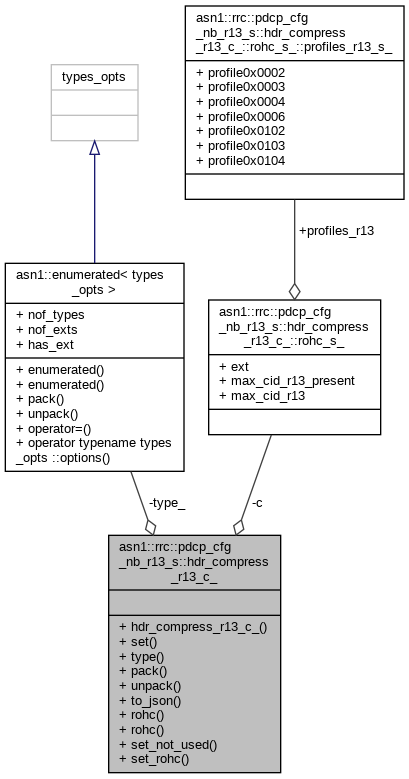 asn1::rrc::pdcp_cfg
_nb_r13_s::hdr_compress
_r13_c_::rohc_s_::profiles_r13_s_
+ profile0x0002
+ profile0x0003
+ profile0x0004
+ profile0x0006
+ profile0x0102
+ profile0x0103
+ profile0x0104
types_opts
+profiles_r13
asn1::enumerated< types
_opts >
+ nof_types
+ nof_exts
+ has_ext
+ enumerated()
+ enumerated()
+ pack()
+ unpack()
+ operator=()
+ operator typename types
_opts ::options()
asn1::rrc::pdcp_cfg
_nb_r13_s::hdr_compress
_r13_c_::rohc_s_
+ ext
+ max_cid_r13_present
+ max_cid_r13
-type_
-c
asn1::rrc::pdcp_cfg
_nb_r13_s::hdr_compress
_r13_c_
+ hdr_compress_r13_c_()
+ set()
+ type()
+ pack()
+ unpack()
+ to_json()
+ rohc()
+ rohc()
+ set_not_used()
+ set_rohc()